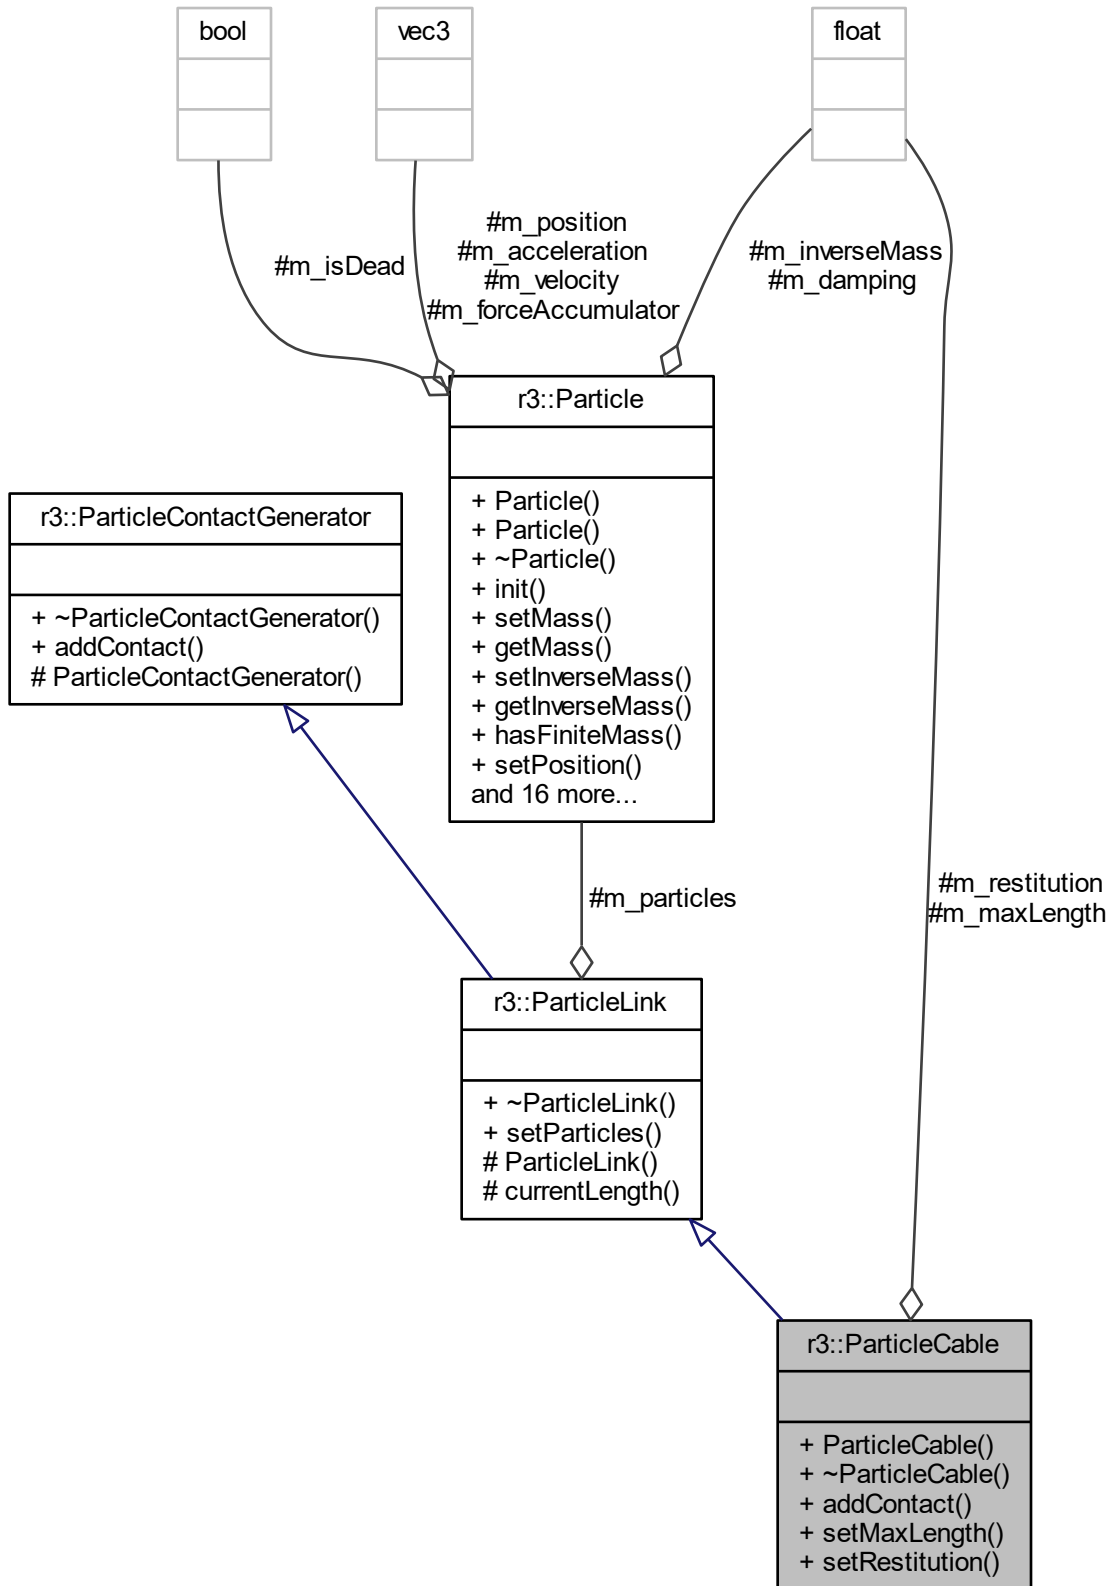 bool
vec3
float
#m_isDead
#m_position
#m_acceleration
#m_velocity
#m_forceAccumulator
#m_inverseMass
#m_damping
r3::Particle
+ Particle()
+ Particle()
+ ~Particle()
+ init()
+ setMass()
+ getMass()
+ setInverseMass()
+ getInverseMass()
+ hasFiniteMass()
+ setPosition()
and 16 more...
r3::ParticleContactGenerator
+ ~ParticleContactGenerator()
+ addContact()
# ParticleContactGenerator()
#m_particles
#m_restitution
#m_maxLength
r3::ParticleLink
+ ~ParticleLink()
+ setParticles()
# ParticleLink()
# currentLength()
r3::ParticleCable
+ ParticleCable()
+ ~ParticleCable()
+ addContact()
+ setMaxLength()
+ setRestitution()